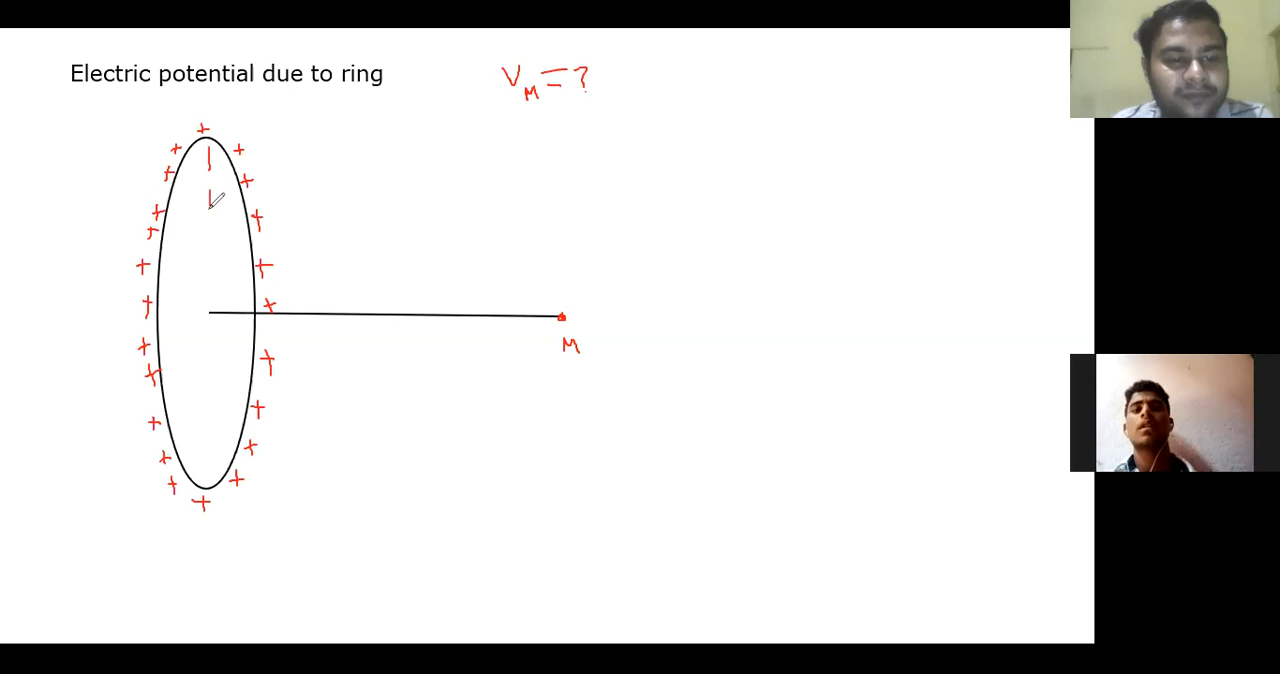 Electric potential due to ring
V_M = ?
+ + + + + + + + + + + + + + + + + + + + + + + + +
M